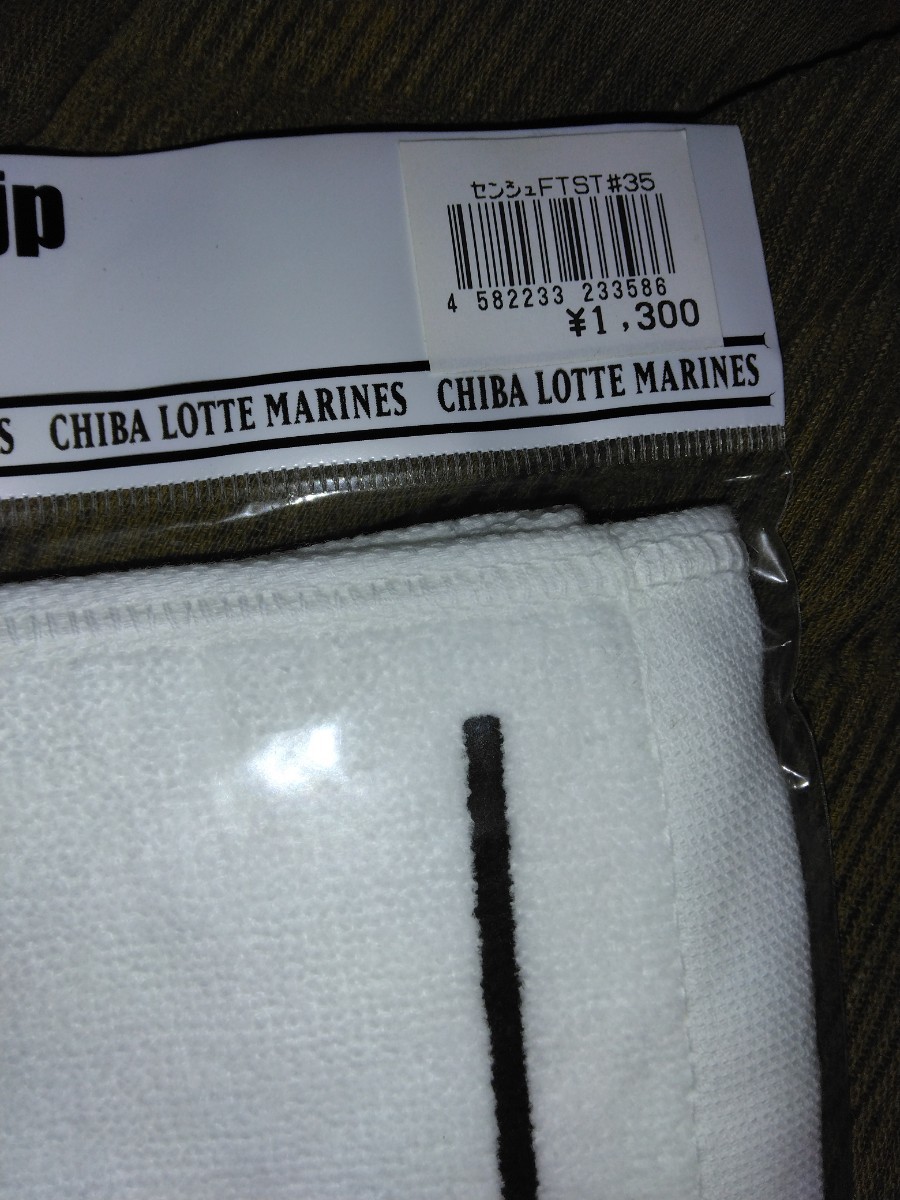 jp
センシュFTST#35
4 582233 233586
¥1,300
S CHIBA LOTTE MARINES CHIBA LOTTE MARINES